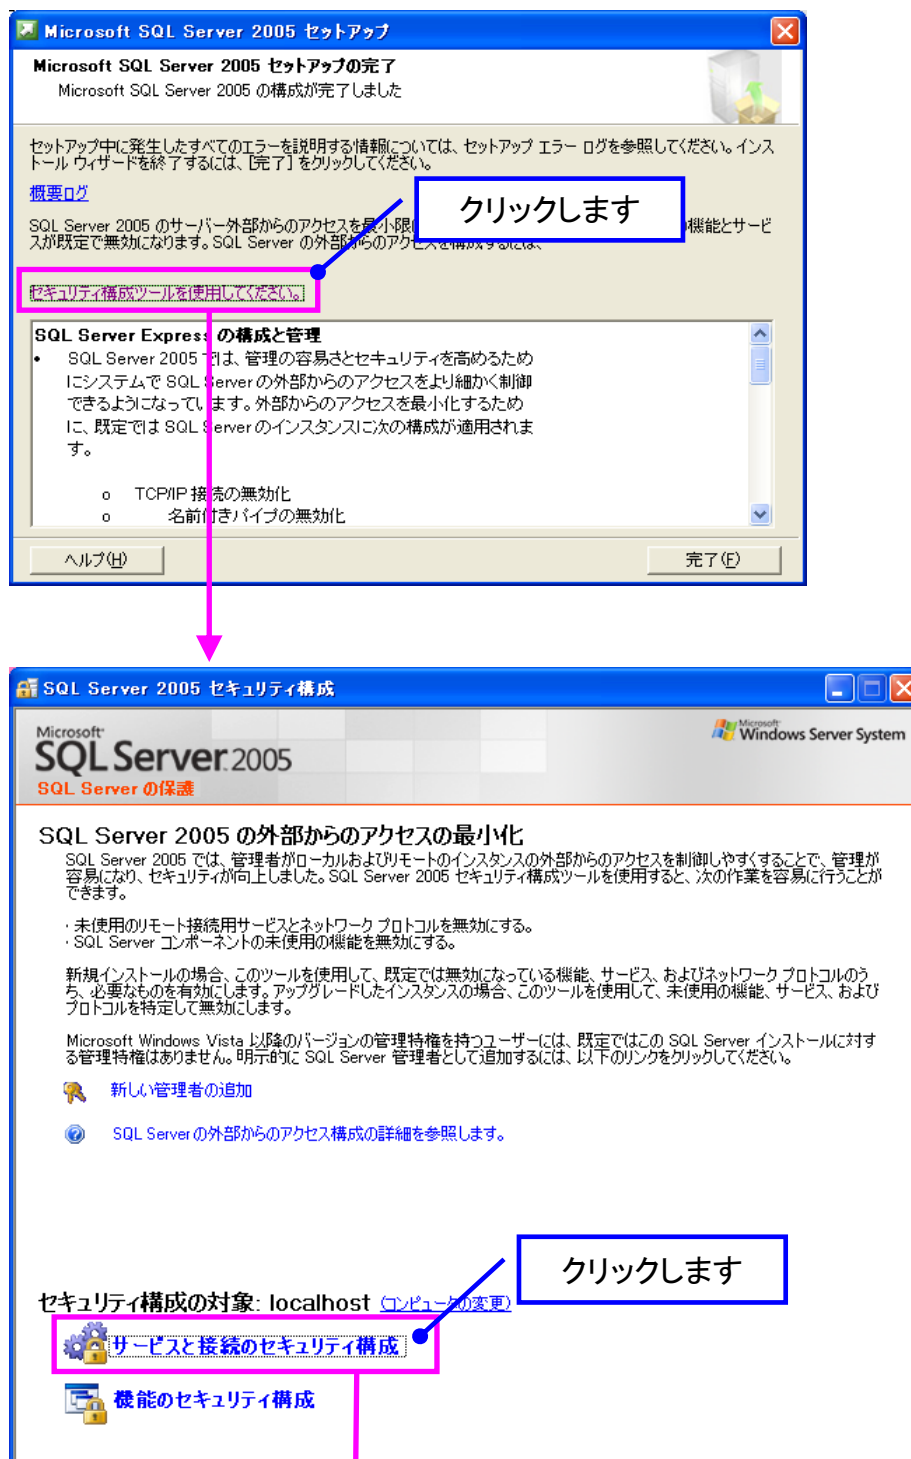 Microsoft SQL Server 2005 セットアップ
Microsoft SQL Server 2005 セットアップの完了
Microsoft SQL Server 2005 の構成が完了しました
セットアップ中に発生したすべてのエラーを説明する情報については、セットアップ エラー ログを参照してください。インス
トール ウィザードを終了するには、[完了] をクリックしてください。
概要ログ
クリックします
SQL Server 2005 のサーバー外部からのアクセスを最小限に 機能とサービ
スが既定で無効になります。SQL Server の外部からのアクセスを構成するには、
セキュリティ構成ツールを使用してください。
SQL Server Express の構成と管理
• SQL Server 2005 では、管理の容易さとセキュリティを高めるため
にシステムで SQL Server の外部からのアクセスをより細かく制御
できるようになっています。外部からのアクセスを最小化するため
に、既定では SQL Server のインスタンスに次の構成が適用されま
す。
o TCP/IP 接続の無効化
o 名前付きパイプの無効化
ヘルプ(H)
完了(F)
SQL Server 2005 セキュリティ構成
Microsoft
SQL Server 2005
Microsoft
Windows Server System
SQL Server の保護
SQL Server 2005 の外部からのアクセスの最小化
SQL Server 2005 では、管理者がローカルおよびリモートのインスタンスの外部からのアクセスを制御しやすくすることで、管理が
容易になり、セキュリティが向上しました。SQL Server 2005 セキュリティ構成ツールを使用すると、次の作業を容易に行うことが
できます。
・未使用のリモート接続用サービスとネットワーク プロトコルを無効にする。
・SQL Server コンポーネントの未使用の機能を無効にする。
新規インストールの場合、このツールを使用して、既定では無効になっている機能、サービス、およびネットワーク プロトコルのう
ち、必要なものを有効にします。アップグレードしたインスタンスの場合、このツールを使用して、未使用の機能、サービス、および
プロトコルを特定して無効にします。
Microsoft Windows Vista 以降のバージョンの管理特権を持つユーザーには、既定ではこの SQL Server インストールに対す
る管理特権はありません。明示的に SQL Server 管理者として追加するには、以下のリンクをクリックしてください。
新しい管理者の追加
SQL Server の外部からのアクセス構成の詳細を参照します。
クリックします
セキュリティ構成の対象: localhost (コンピュータの変更)
サービスと接続のセキュリティ構成
機能のセキュリティ構成